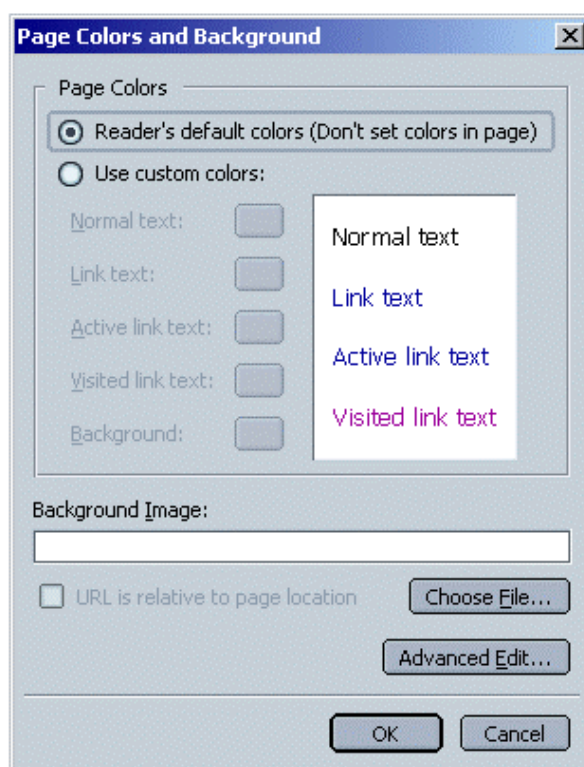 Page Colors and Background
Page Colors
Reader's default colors (Don't set colors in page)
Use custom colors:
Normal text:
Link text:
Active link text:
Visited link text:
Background:
Normal text
Link text
Active link text
Visited link text
Background Image:
URL is relative to page location
Choose File...
Advanced Edit...
OK
Cancel